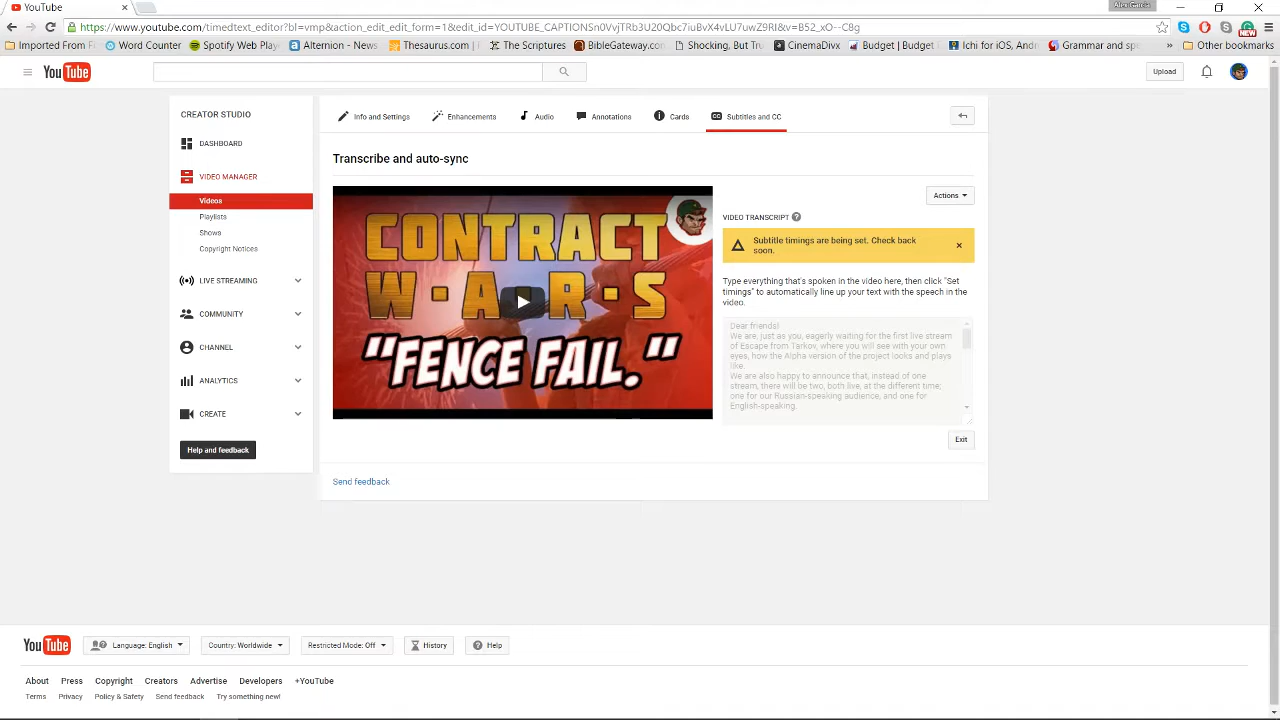 Alex Garcia
YouTube
https://www.youtube.com/timedtext_editor?bl=vmp&action_edit_edit_form=1&edit_id=YOUTUBE_CAPTIONSn0VvjTRb3U20Qbc7iuBvX4vLU7uwZ9RI&v=B52_xO--C8g
Imported From Fi
Word Counter
Spotify Web Play
Alternion - News
Thesaurus.com
The Scriptures
BibleGateway.com
Shocking, But Tru
CinemaDivx
Budget | Budget P
Ichi for iOS, Andr
Grammar and spe
»
Other bookmarks
NEW
YouTube
Upload
CREATOR STUDIO
DASHBOARD
VIDEO MANAGER
Videos
Playlists
Shows
Copyright Notices
LIVE STREAMING
COMMUNITY
CHANNEL
ANALYTICS
CREATE
Help and feedback
Info and Settings
Enhancements
Audio
Annotations
Cards
CC Subtitles and CC
Transcribe and auto-sync
CONTRACT
W·A·R·S
"FENCE FAIL."
Actions
VIDEO TRANSCRIPT ?
Subtitle timings are being set. Check back
soon.
Type everything that's spoken in the video here, then click "Set
timings" to automatically line up your text with the speech in the
video.
Dear friends!
We are, just as you, eagerly waiting for the first live stream
of Escape from Tarkov, where you will see with your own
eyes, how the Alpha version of the project looks and plays
like.
We are also happy to announce that, instead of one
stream, there will be two, both live, at the different time;
one for our Russian-speaking audience, and one for
English-speaking.
Exit
Send feedback
YouTube
Language: English
Country: Worldwide
Restricted Mode: Off
History
Help
About Press Copyright Creators Advertise Developers +YouTube
Terms Privacy Policy & Safety Send feedback Try something new!